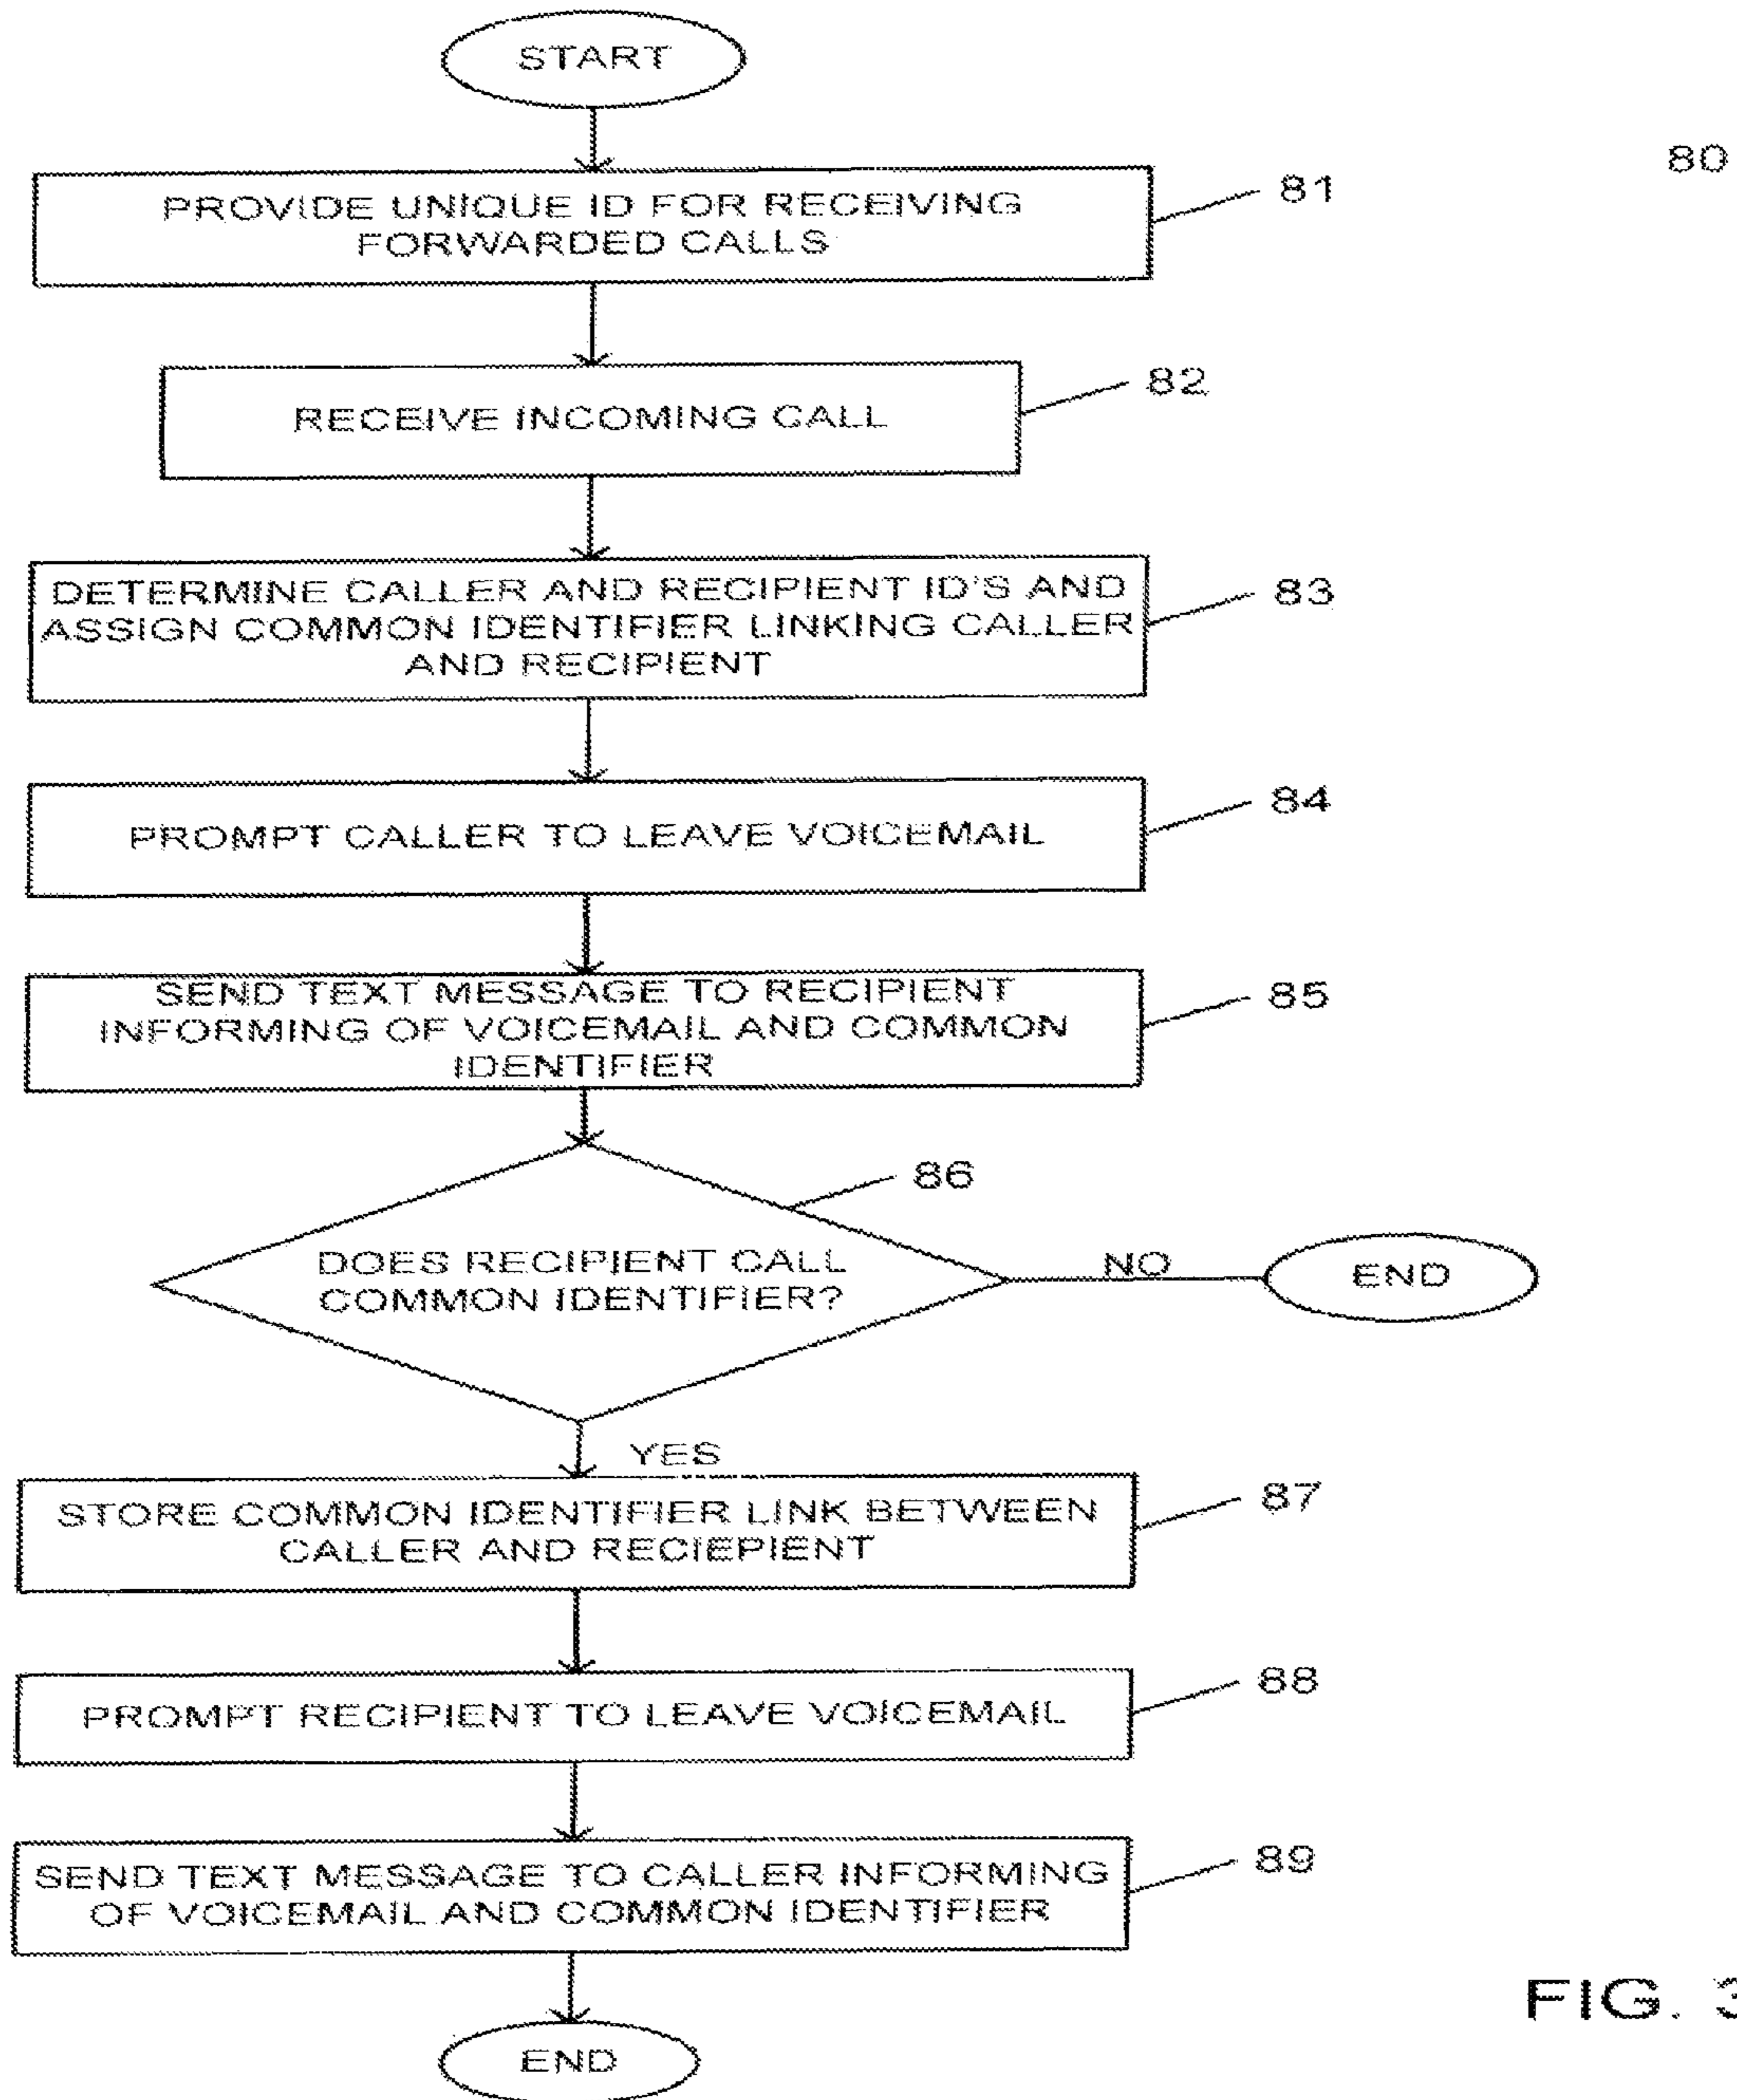 START
80
PROVIDE UNIQUE ID FOR RECEIVING
FORWARDED CALLS
81
RECEIVE INCOMING CALL
82
DETERMINE CALLER AND RECIPIENT ID'S AND
ASSIGN COMMON IDENTIFIER LINKING CALLER
AND RECIPIENT
83
PROMPT CALLER TO LEAVE VOICEMAIL
84
SEND TEXT MESSAGE TO RECIPIENT
INFORMING OF VOICEMAIL AND COMMON
IDENTIFIER
85
86
DOES RECIPIENT CALL
COMMON IDENTIFIER?
NO
END
YES
STORE COMMON IDENTIFIER LINK BETWEEN
CALLER AND RECIEPIENT
87
PROMPT RECIPIENT TO LEAVE VOICEMAIL
88
SEND TEXT MESSAGE TO CALLER INFORMING
OF VOICEMAIL AND COMMON IDENTIFIER
89
END
FIG. 3